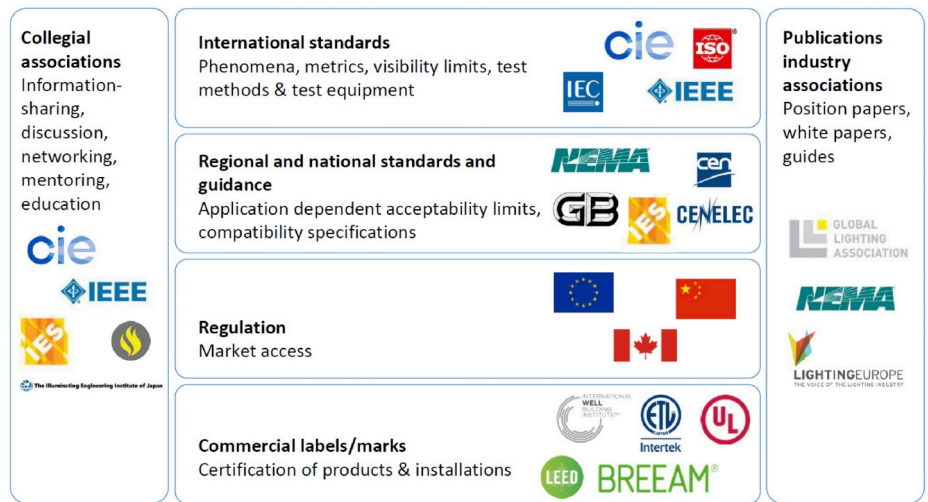 Collegial
associations
Information-
sharing,
discussion,
networking,
mentoring,
education
cie
IEEE
IES
The Illuminating Engineering Institute of Japan
International standards
Phenomena, metrics, visibility limits, test
methods & test equipment
cie
ISO
®
IEC
IEEE
Regional and national standards and
guidance
Application dependent acceptability limits,
compatibility specifications
NEMA
cen
GB
IES
CENELEC
Regulation
Market access
Commercial labels/marks
Certification of products & installations
INTERNATIONAL
WELL
BUILDING
INSTITUTE™
ETL
Intertek
UL
LEED
BREEAM®
Publications
industry
associations
Position papers,
white papers,
guides
GLOBAL
LIGHTING
ASSOCIATION
NEMA
LIGHTINGEUROPE
THE VOICE OF THE LIGHTING INDUSTRY